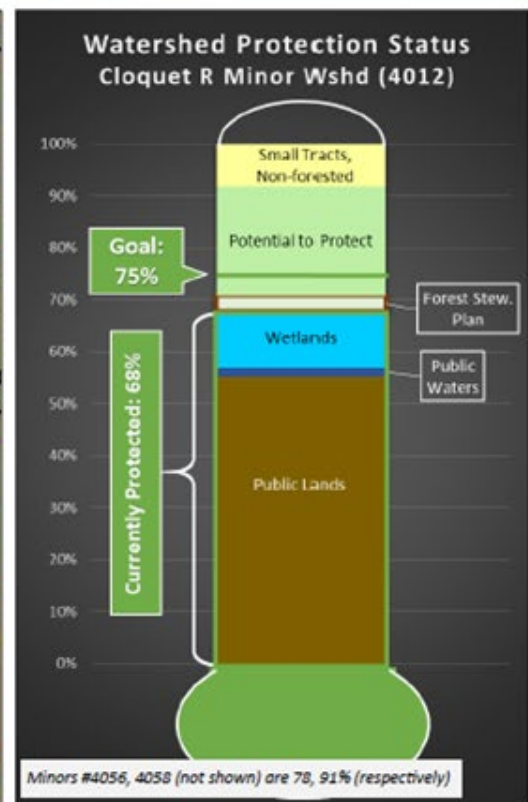 Watershed Protection Status
Cloquet R Minor Wshd (4012)
100%
90%
80%
70%
60%
50%
40%
30%
20%
10%
0%
Small Tracts,
Non-forested
Potential to Protect
Goal:
75%
Forest Stew.
Plan
Wetlands
Public
Waters
Currently Protected: 68%
Public Lands
Minors #4056, 4058 (not shown) are 78, 91% (respectively)